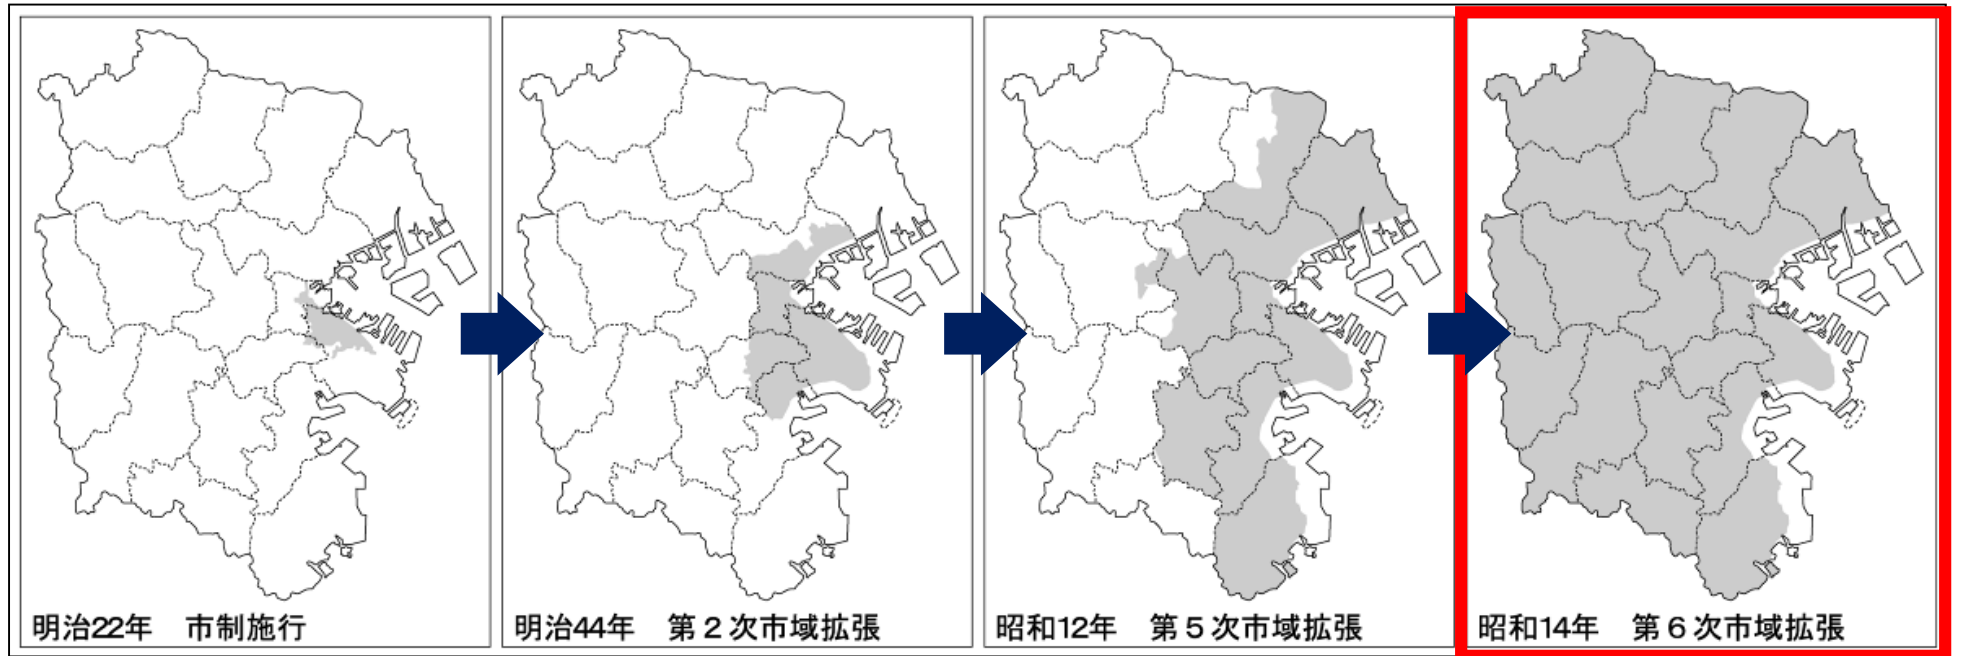 明治22年　市制施行
明治44年　第２次市域拡張
昭和12年　第５次市域拡張
昭和14年　第６次市域拡張